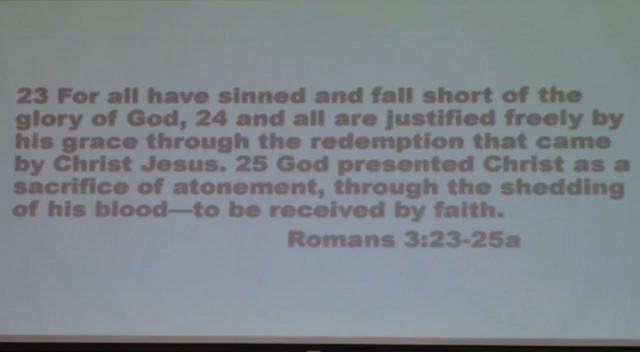 23 For all have sinned and fall short of the
glory of God, 24 and all are justified freely by
his grace through the redemption that came
by Christ Jesus. 25 God presented Christ as a
sacrifice of atonement, through the shedding
of his blood—to be received by faith.
Romans 3:23-25a